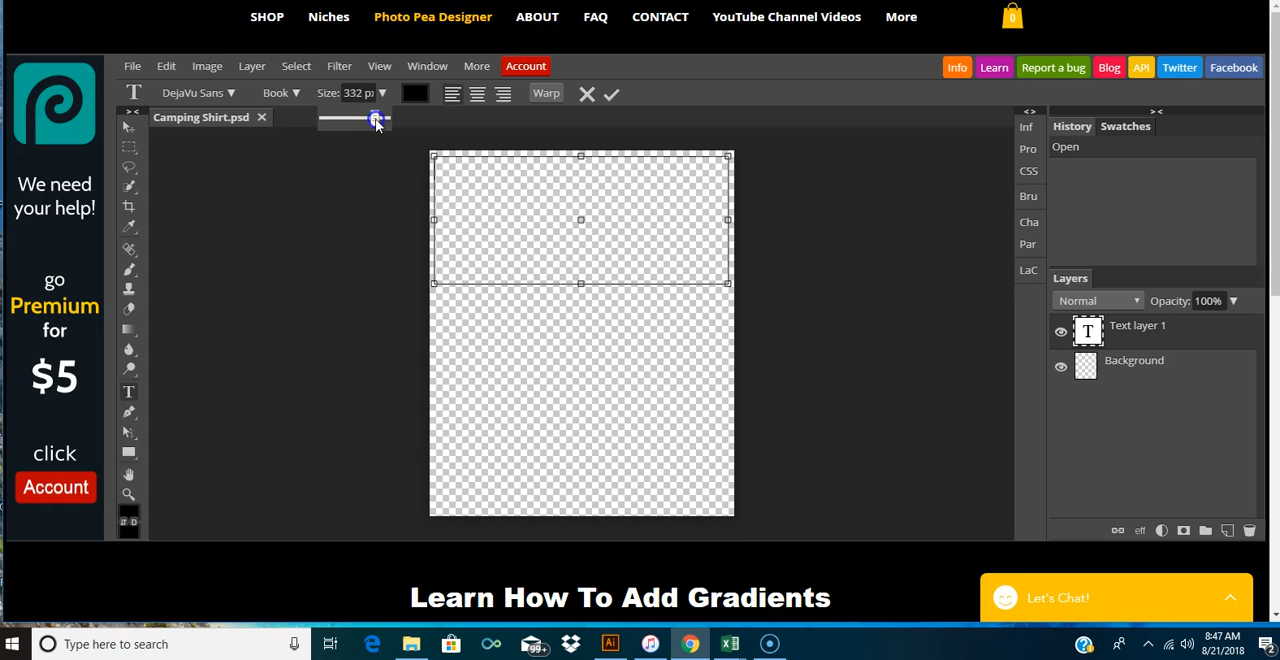 SHOP Niches Photo Pea Designer ABOUT FAQ CONTACT YouTube Channel Videos More 0
File Edit Image Layer Select Filter View Window More Account Info Learn Report a bug Blog API Twitter Facebook
T DejaVu Sans ▼ Book ▼ Size: 332 px ▼ Warp
Camping Shirt.psd
We need
your help!
go
Premium
for
$5
click
Account
T
D
Inf
Pro
CSS
Bru
Cha
Par
LaC
History Swatches
Open
Layers
Normal Opacity: 100%
T Text layer 1
Background
eff
Learn How To Add Gradients
Let's Chat!
Type here to search
99+
Ai
8:47 AM
8/21/2018
2